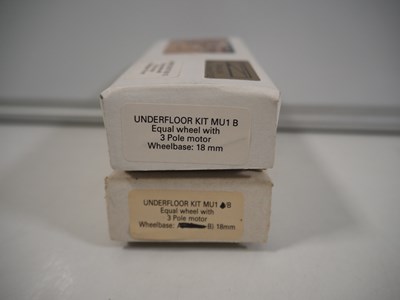 UNDERFLOOR KIT MU1 B
Equal wheel with
3 Pole motor
Wheelbase: 18 mm
UNDERFLOOR KIT MU1 B
Equal wheel with
3 Pole motor
Wheelbase: B) 18mm